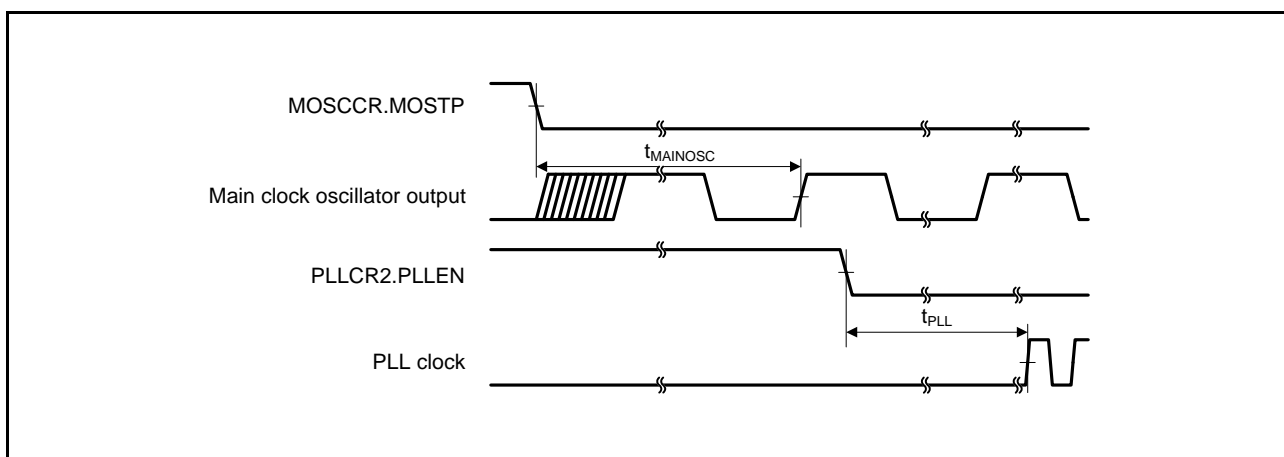 MOSCCR.MOSTP
tMAINOSC
Main clock oscillator output
PLLCR2.PLLEN
tPLL
PLL clock